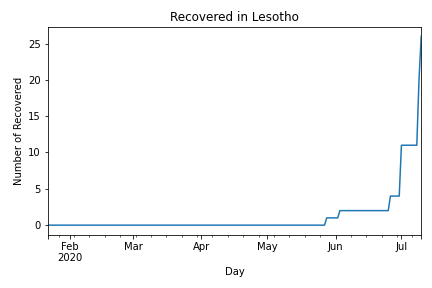 Recovered in Lesotho
Number of Recovered
25
20
15
10
5
0
Feb
2020
Mar
Apr
May
Jun
Jul
Day